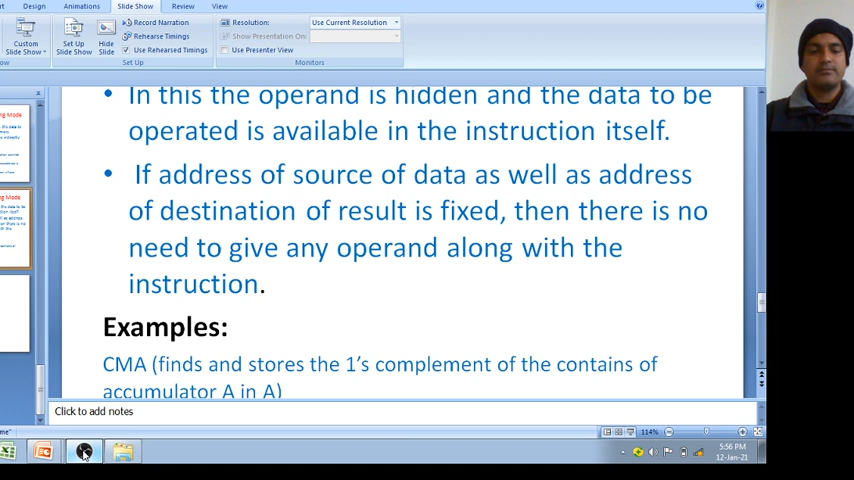 Design Animations Slide Show Review View
Custom
Slide Show
Set Up
Slide Show
Hide
Slide
Record Narration
Rehearse Timings
Use Rehearsed Timings
Set Up
Resolution: Use Current Resolution
Show Presentation On:
Use Presenter View
Monitors
ng Mode
ng Mode
• In this the operand is hidden and the data to be
operated is available in the instruction itself.
• If address of source of data as well as address
of destination of result is fixed, then there is no
need to give any operand along with the
instruction.
Examples:
CMA (finds and stores the 1's complement of the contains of
accumulator A in A)
Click to add notes
114%
5:56 PM
12-Jan-21